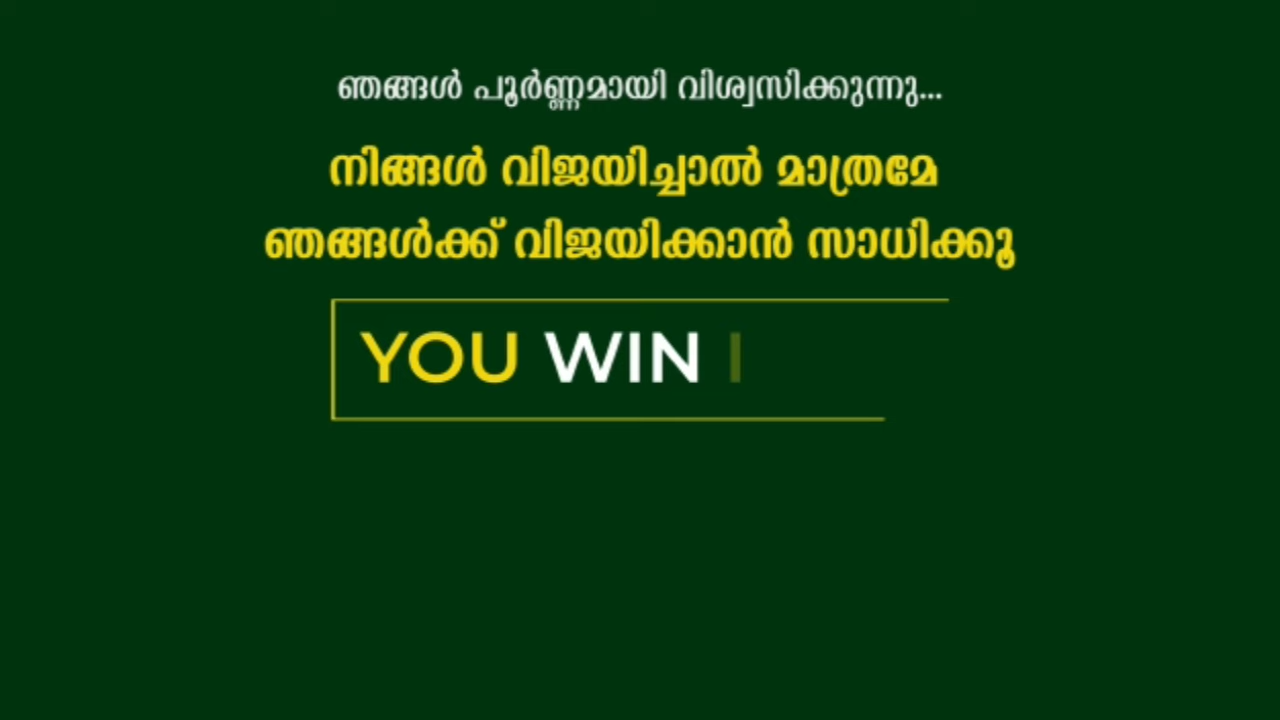 ഞങ്ങൾ പൂർണ്ണമായി വിശ്വസിക്കുന്നു...
നിങ്ങൾ വിജയിച്ചാൽ മാത്രമേ
ഞങ്ങൾക്ക് വിജയിക്കാൻ സാധിക്കൂ
YOU WIN I